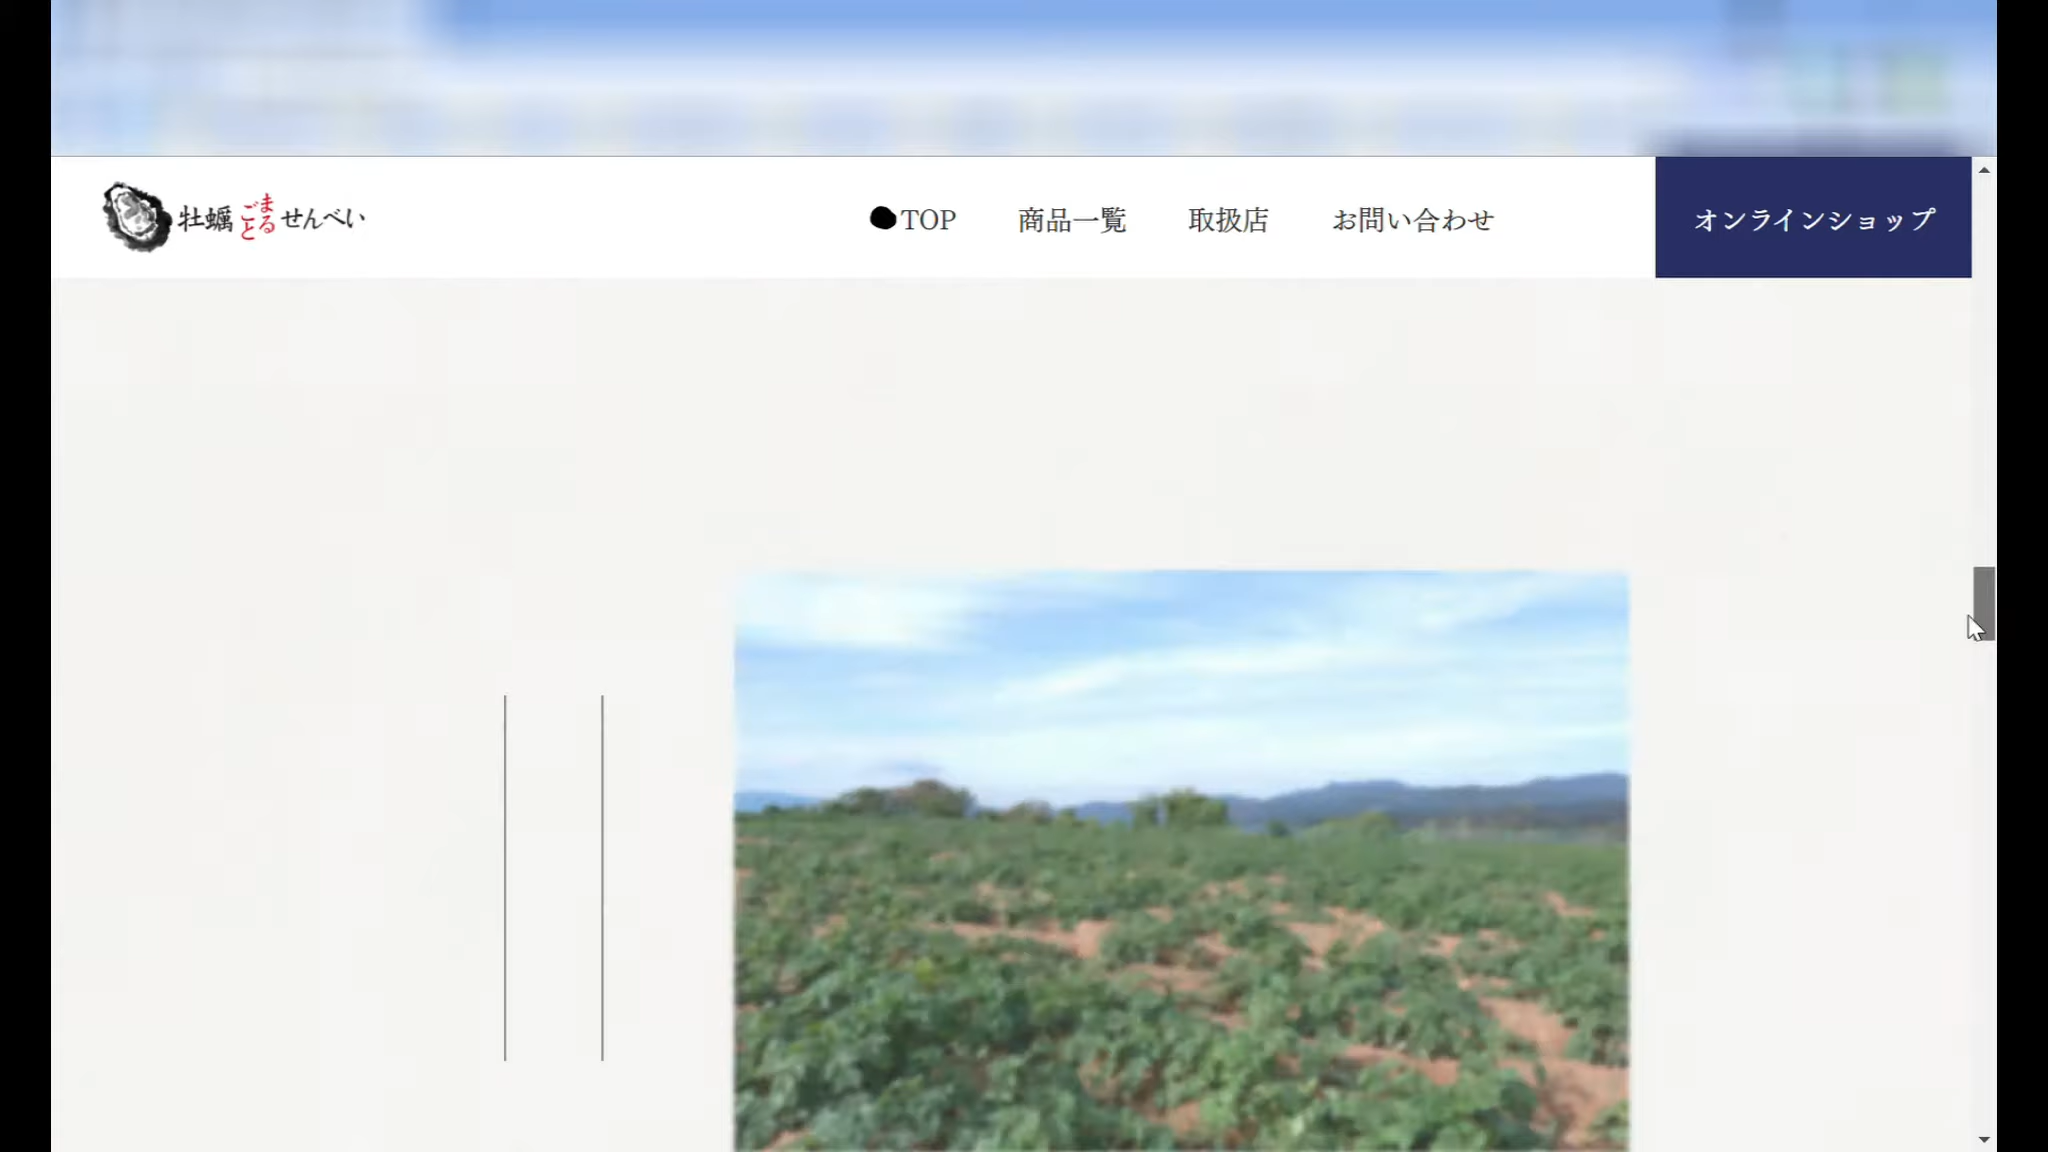 牡蠣まるごとせんべい
TOP
商品一覧
取扱店
お問い合わせ
オンラインショップ